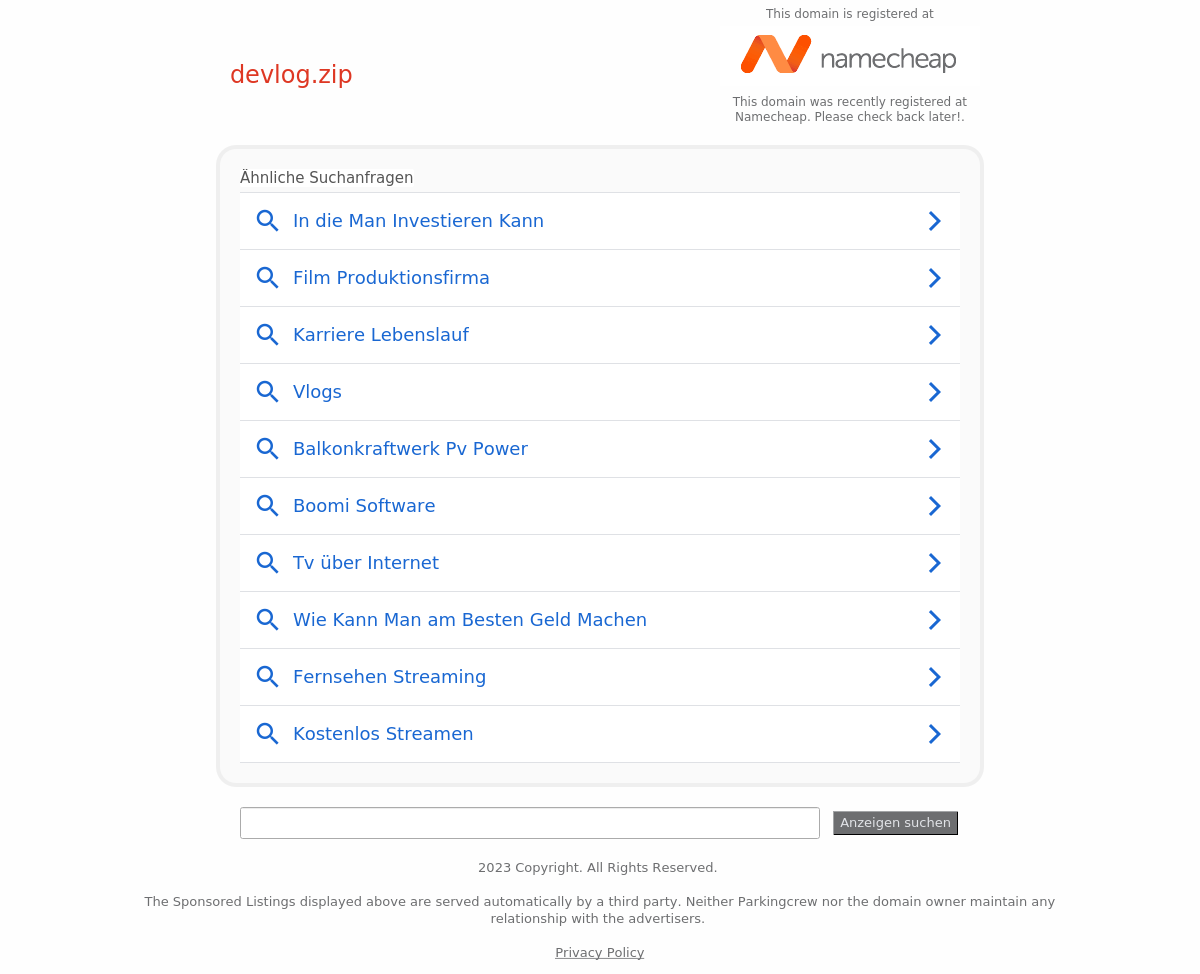 This domain is registered at
namecheap
devlog.zip
This domain was recently registered at
Namecheap. Please check back later!.
Ähnliche Suchanfragen
In die Man Investieren Kann
Film Produktionsfirma
Karriere Lebenslauf
Vlogs
Balkonkraftwerk Pv Power
Boomi Software
Tv über Internet
Wie Kann Man am Besten Geld Machen
Fernsehen Streaming
Kostenlos Streamen
Anzeigen suchen
2023 Copyright. All Rights Reserved.
The Sponsored Listings displayed above are served automatically by a third party. Neither Parkingcrew nor the domain owner maintain any
relationship with the advertisers.
Privacy Policy